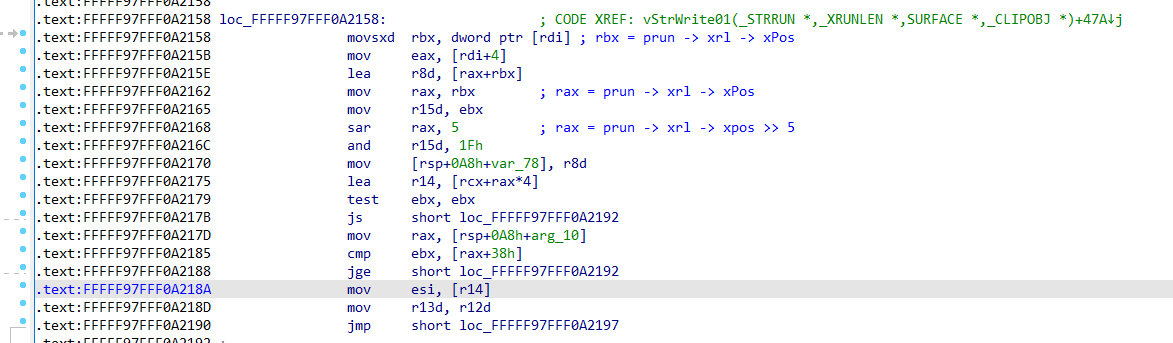 .text:FFFFF97FFF0A2158
.text:FFFFF97FFF0A2158 loc_FFFFF97FFF0A2158: ; CODE XREF: vStrWrite01(_STRRUN *,_XRUNLEN *,SURFACE *,_CLIPOBJ *)+47A↓j
.text:FFFFF97FFF0A2158 movsxd rbx, dword ptr [rdi] ; rbx = prun -> xrl -> xPos
.text:FFFFF97FFF0A215B mov eax, [rdi+4]
.text:FFFFF97FFF0A215E lea r8d, [rax+rbx]
.text:FFFFF97FFF0A2162 mov rax, rbx ; rax = prun -> xrl -> xPos
.text:FFFFF97FFF0A2165 mov r15d, ebx
.text:FFFFF97FFF0A2168 sar rax, 5 ; rax = prun -> xrl -> xpos >> 5
.text:FFFFF97FFF0A216C and r15d, 1Fh
.text:FFFFF97FFF0A2170 mov [rsp+0A8h+var_78], r8d
.text:FFFFF97FFF0A2175 lea r14, [rcx+rax*4]
.text:FFFFF97FFF0A2179 test ebx, ebx
.text:FFFFF97FFF0A217B js short loc_FFFFF97FFF0A2192
.text:FFFFF97FFF0A217D mov rax, [rsp+0A8h+arg_10]
.text:FFFFF97FFF0A2185 cmp ebx, [rax+38h]
.text:FFFFF97FFF0A2188 jge short loc_FFFFF97FFF0A2192
.text:FFFFF97FFF0A218A mov esi, [r14]
.text:FFFFF97FFF0A218D mov r13d, r12d
.text:FFFFF97FFF0A2190 jmp short loc_FFFFF97FFF0A2197